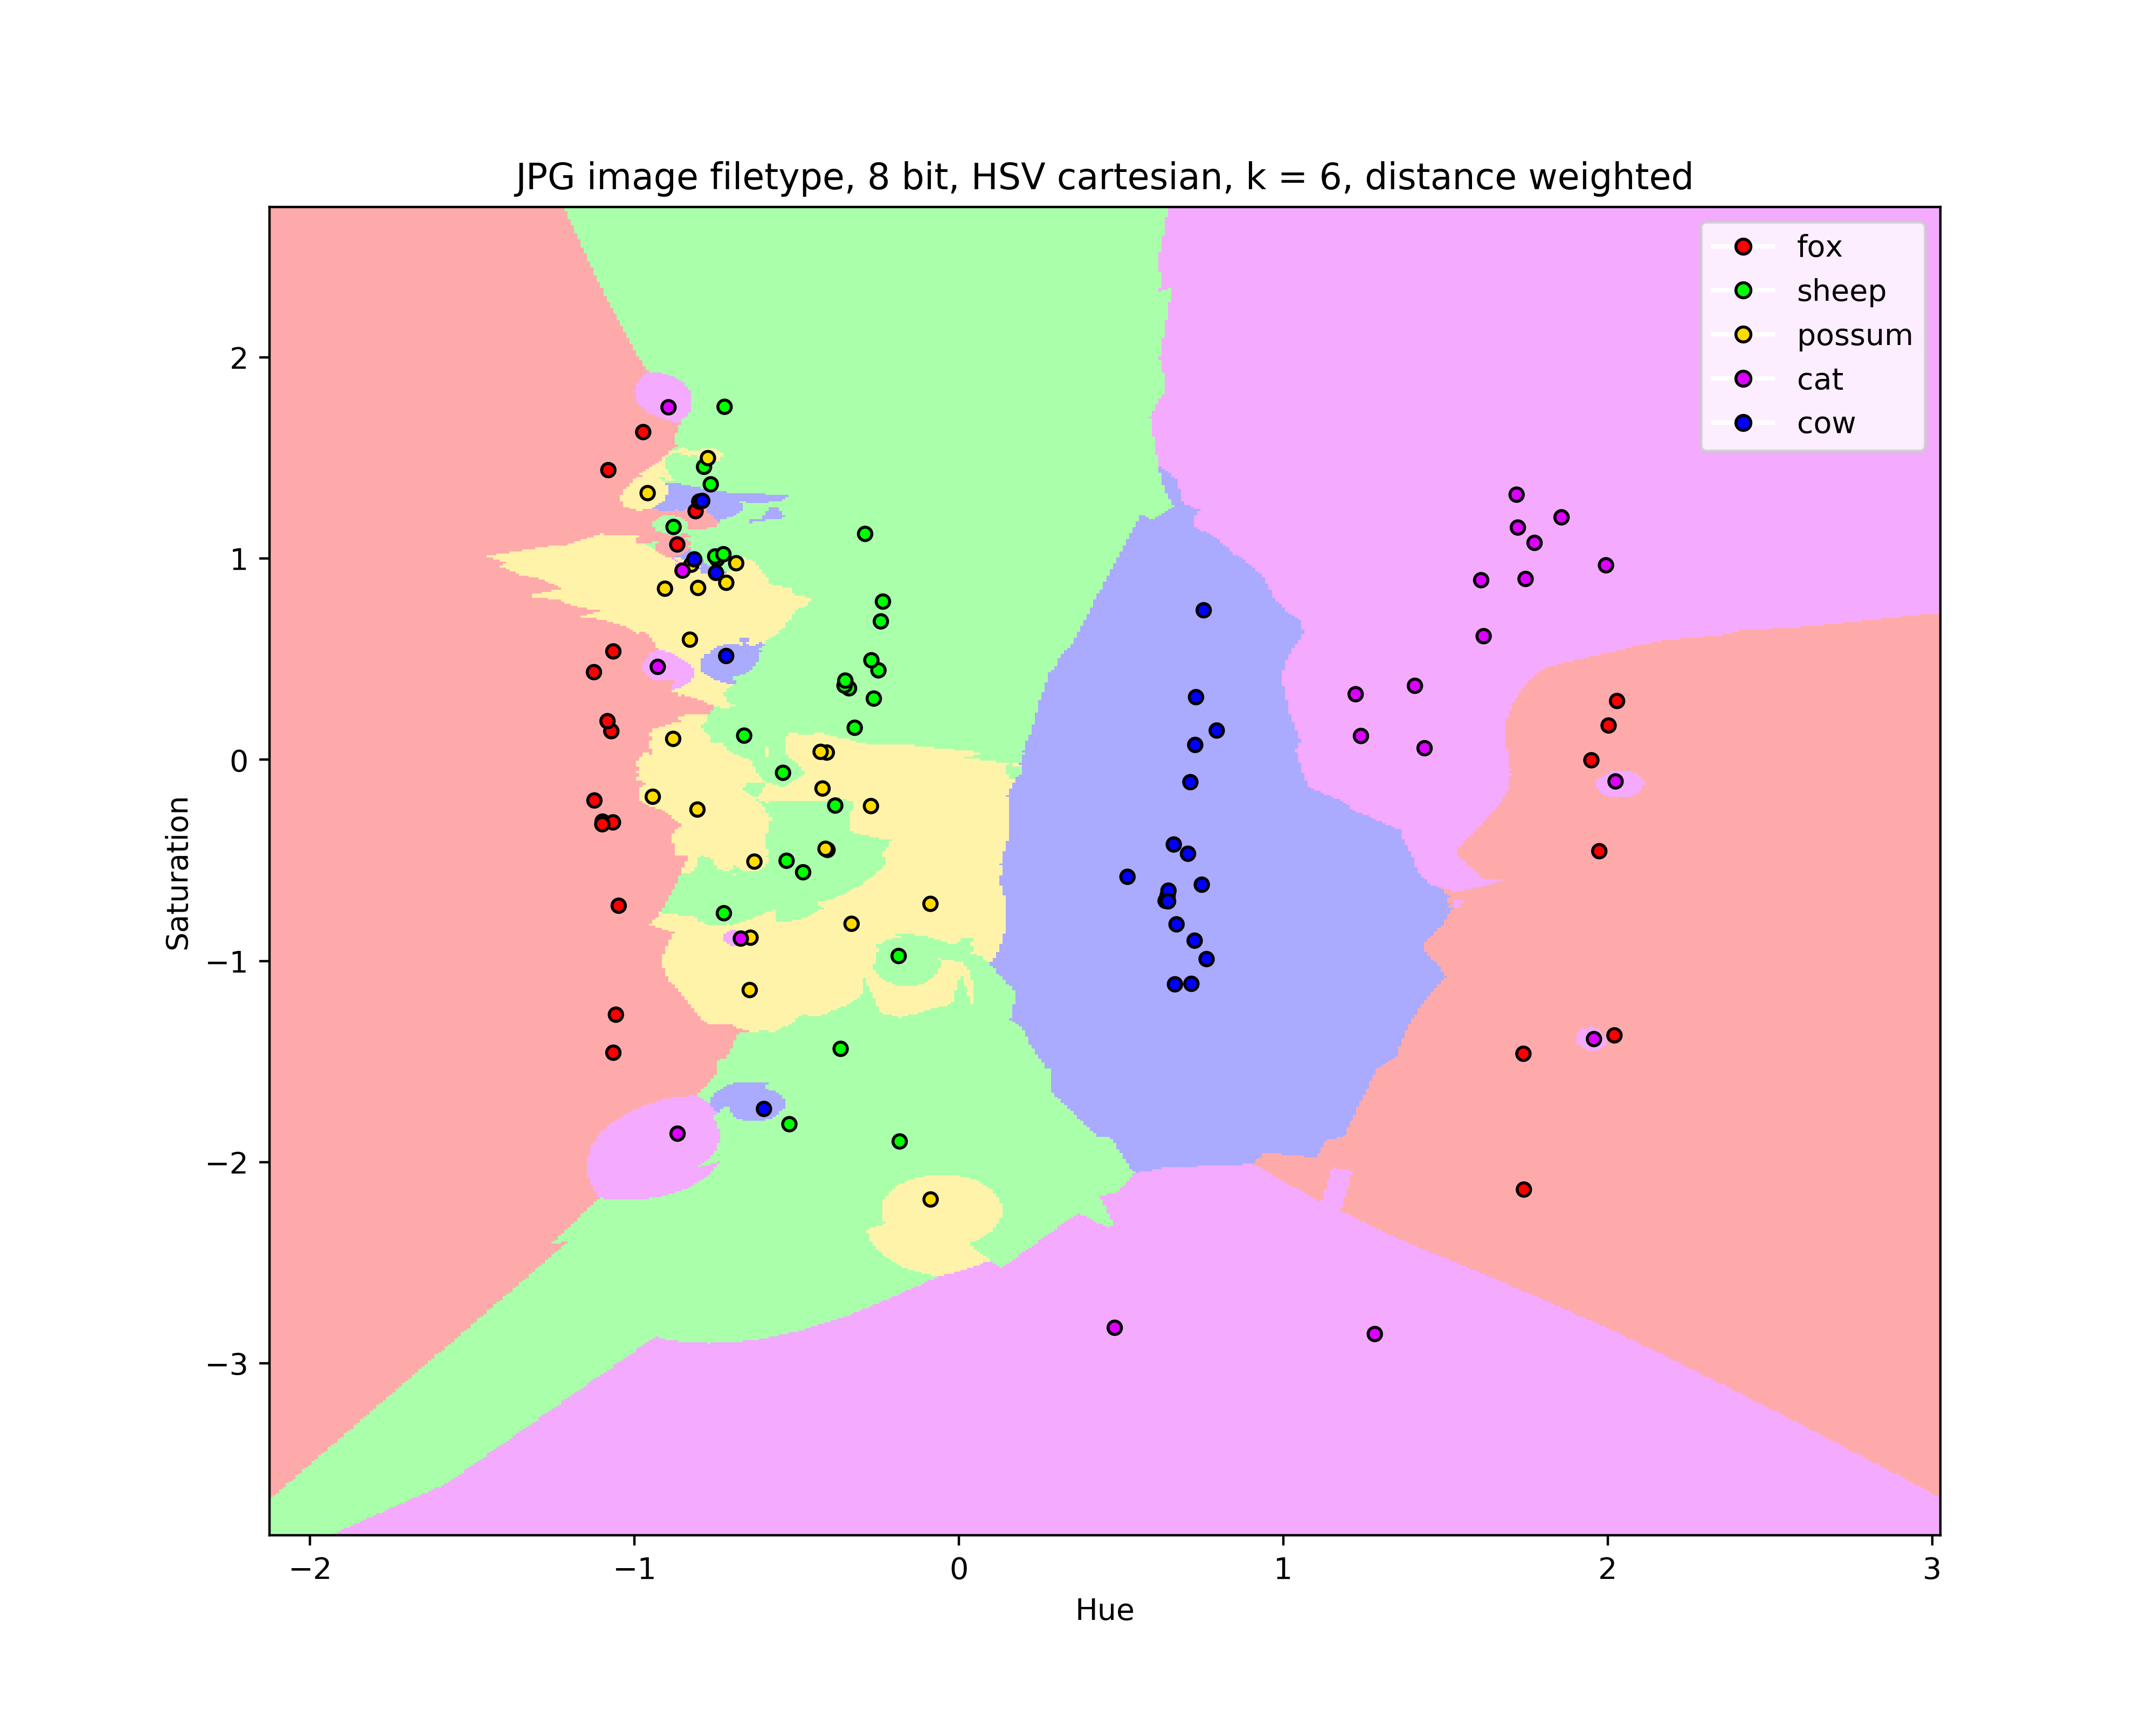 JPG image filetype, 8 bit, HSV cartesian, k = 6, distance weighted
fox
sheep
possum
cat
cow
2
1
0
−1
−2
−3
Saturation
−2
−1
0
1
2
3
Hue